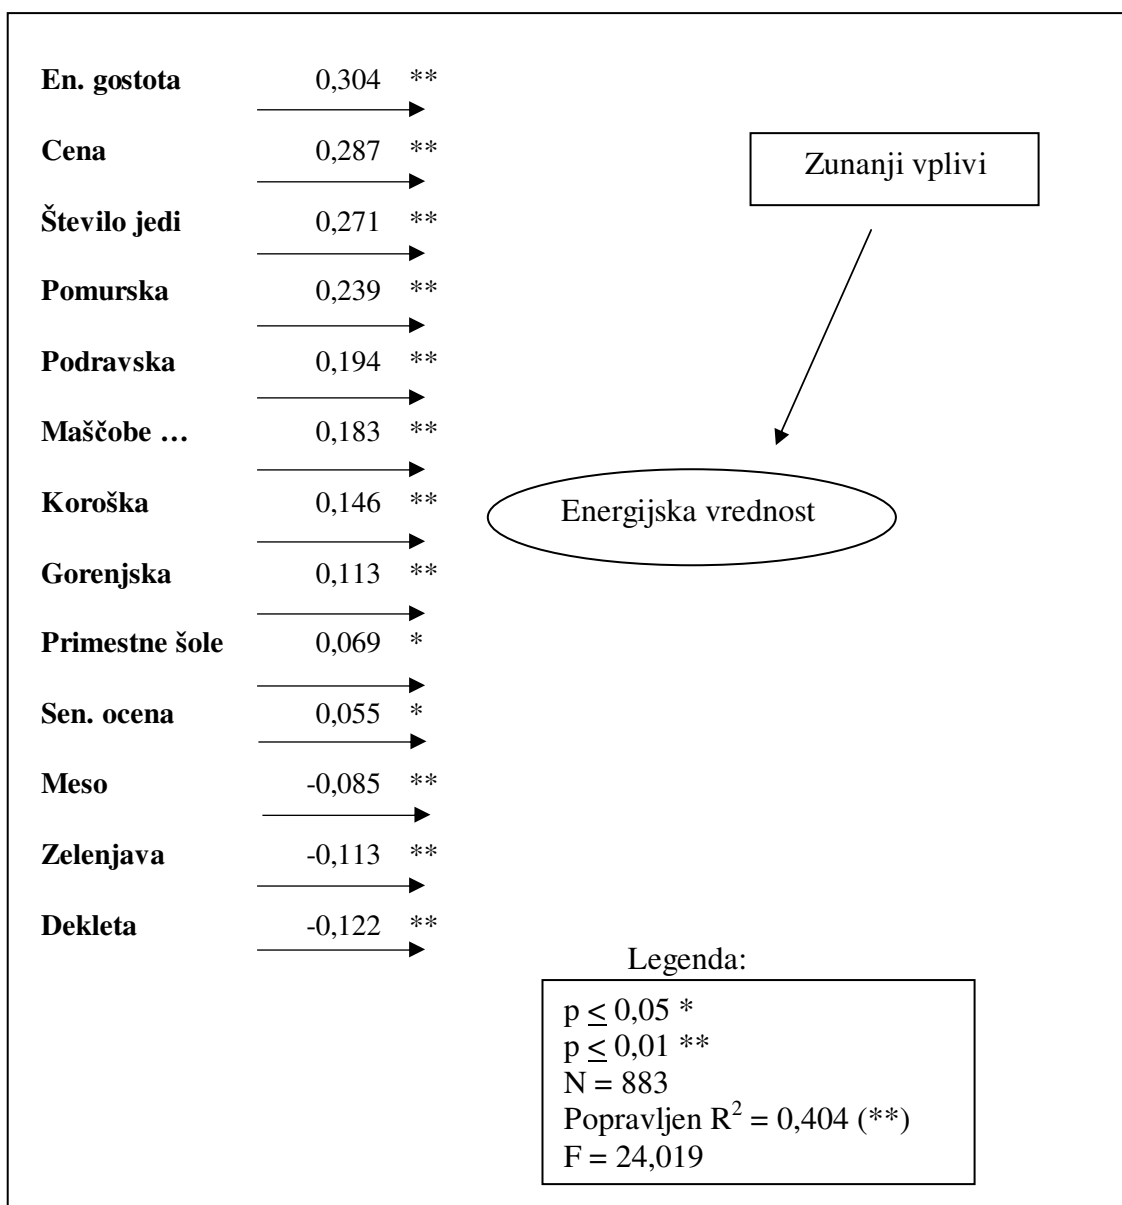 En. gostota 0,304 **
Cena 0,287 **
Število jedi 0,271 **
Pomurska 0,239 **
Podravska 0,194 **
Maščobe … 0,183 **
Koroška 0,146 **
Gorenjska 0,113 **
Primestne šole 0,069 *
Sen. ocena 0,055 *
Meso -0,085 **
Zelenjava -0,113 **
Dekleta -0,122 **
Zunanji vplivi
Energijska vrednost
Legenda:
p ≤ 0,05 *
p ≤ 0,01 **
N = 883
Popravljen R² = 0,404 (**)
F = 24,019